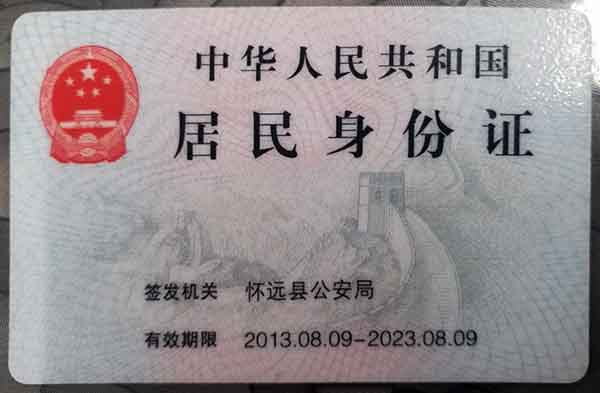 中华人民共和国
居民身份证
签发机关 怀远县公安局
有效期限 2013.08.09-2023.08.09